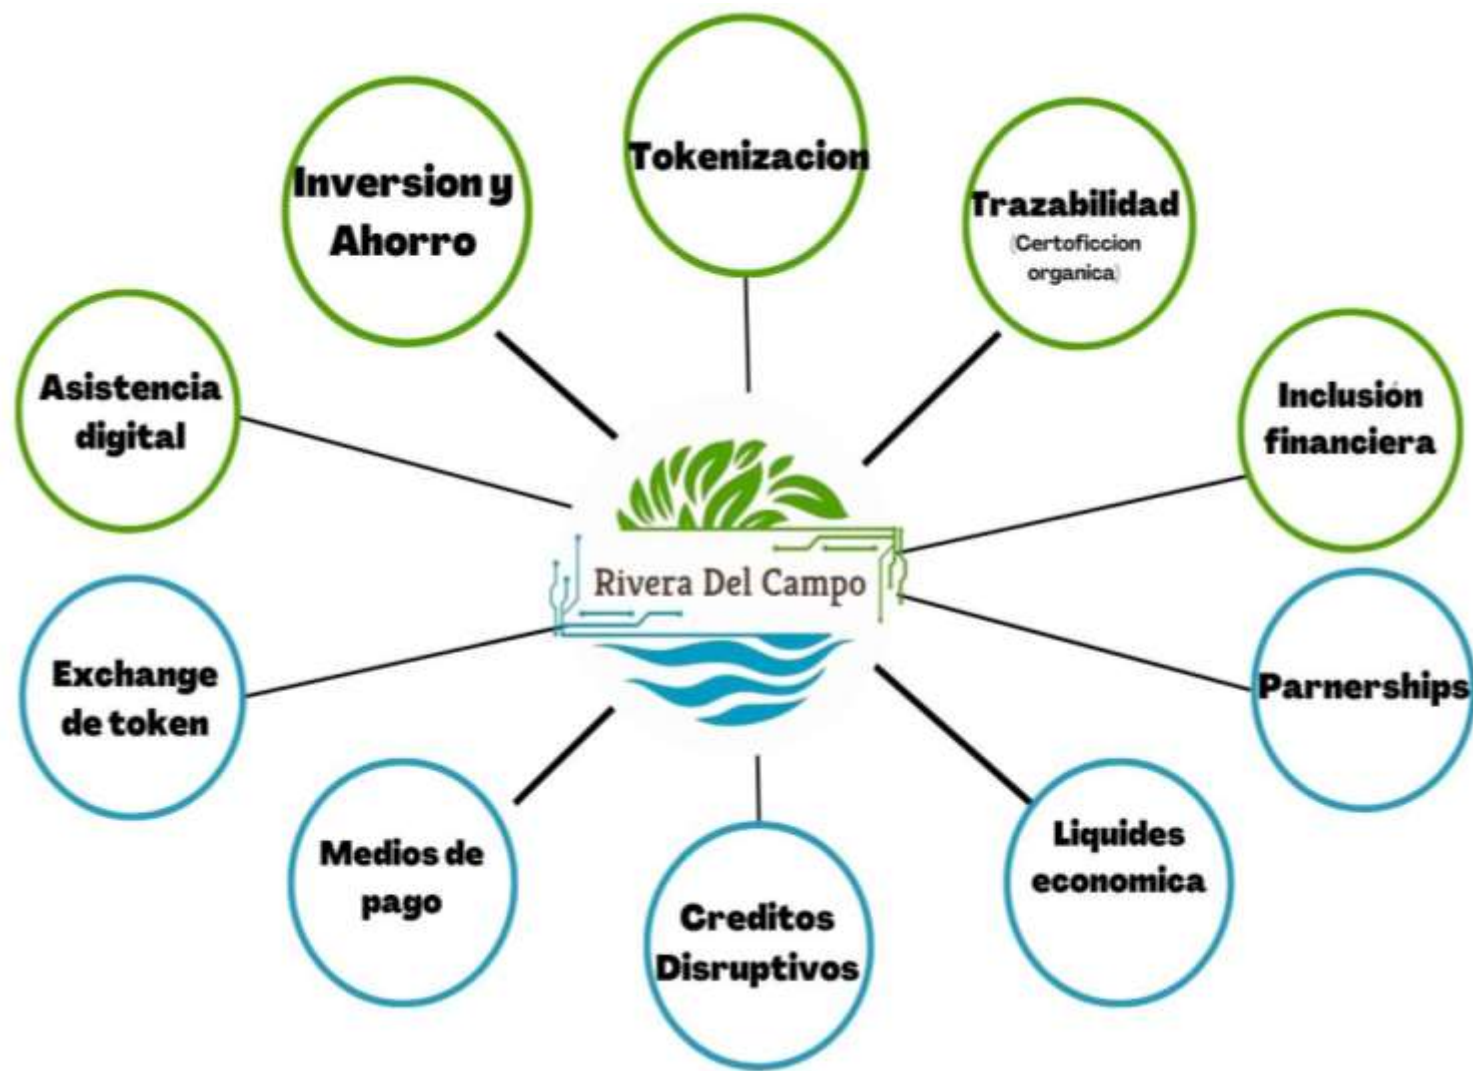 Tokenizacion
Inversion y
Ahorro
Trazabilidad
(Certoficcion
organica)
Asistencia
digital
Inclusión
financiera
Rivera Del Campo
Exchange
de token
Parnerships
Medios de
pago
Liquides
economica
Creditos
Disruptivos